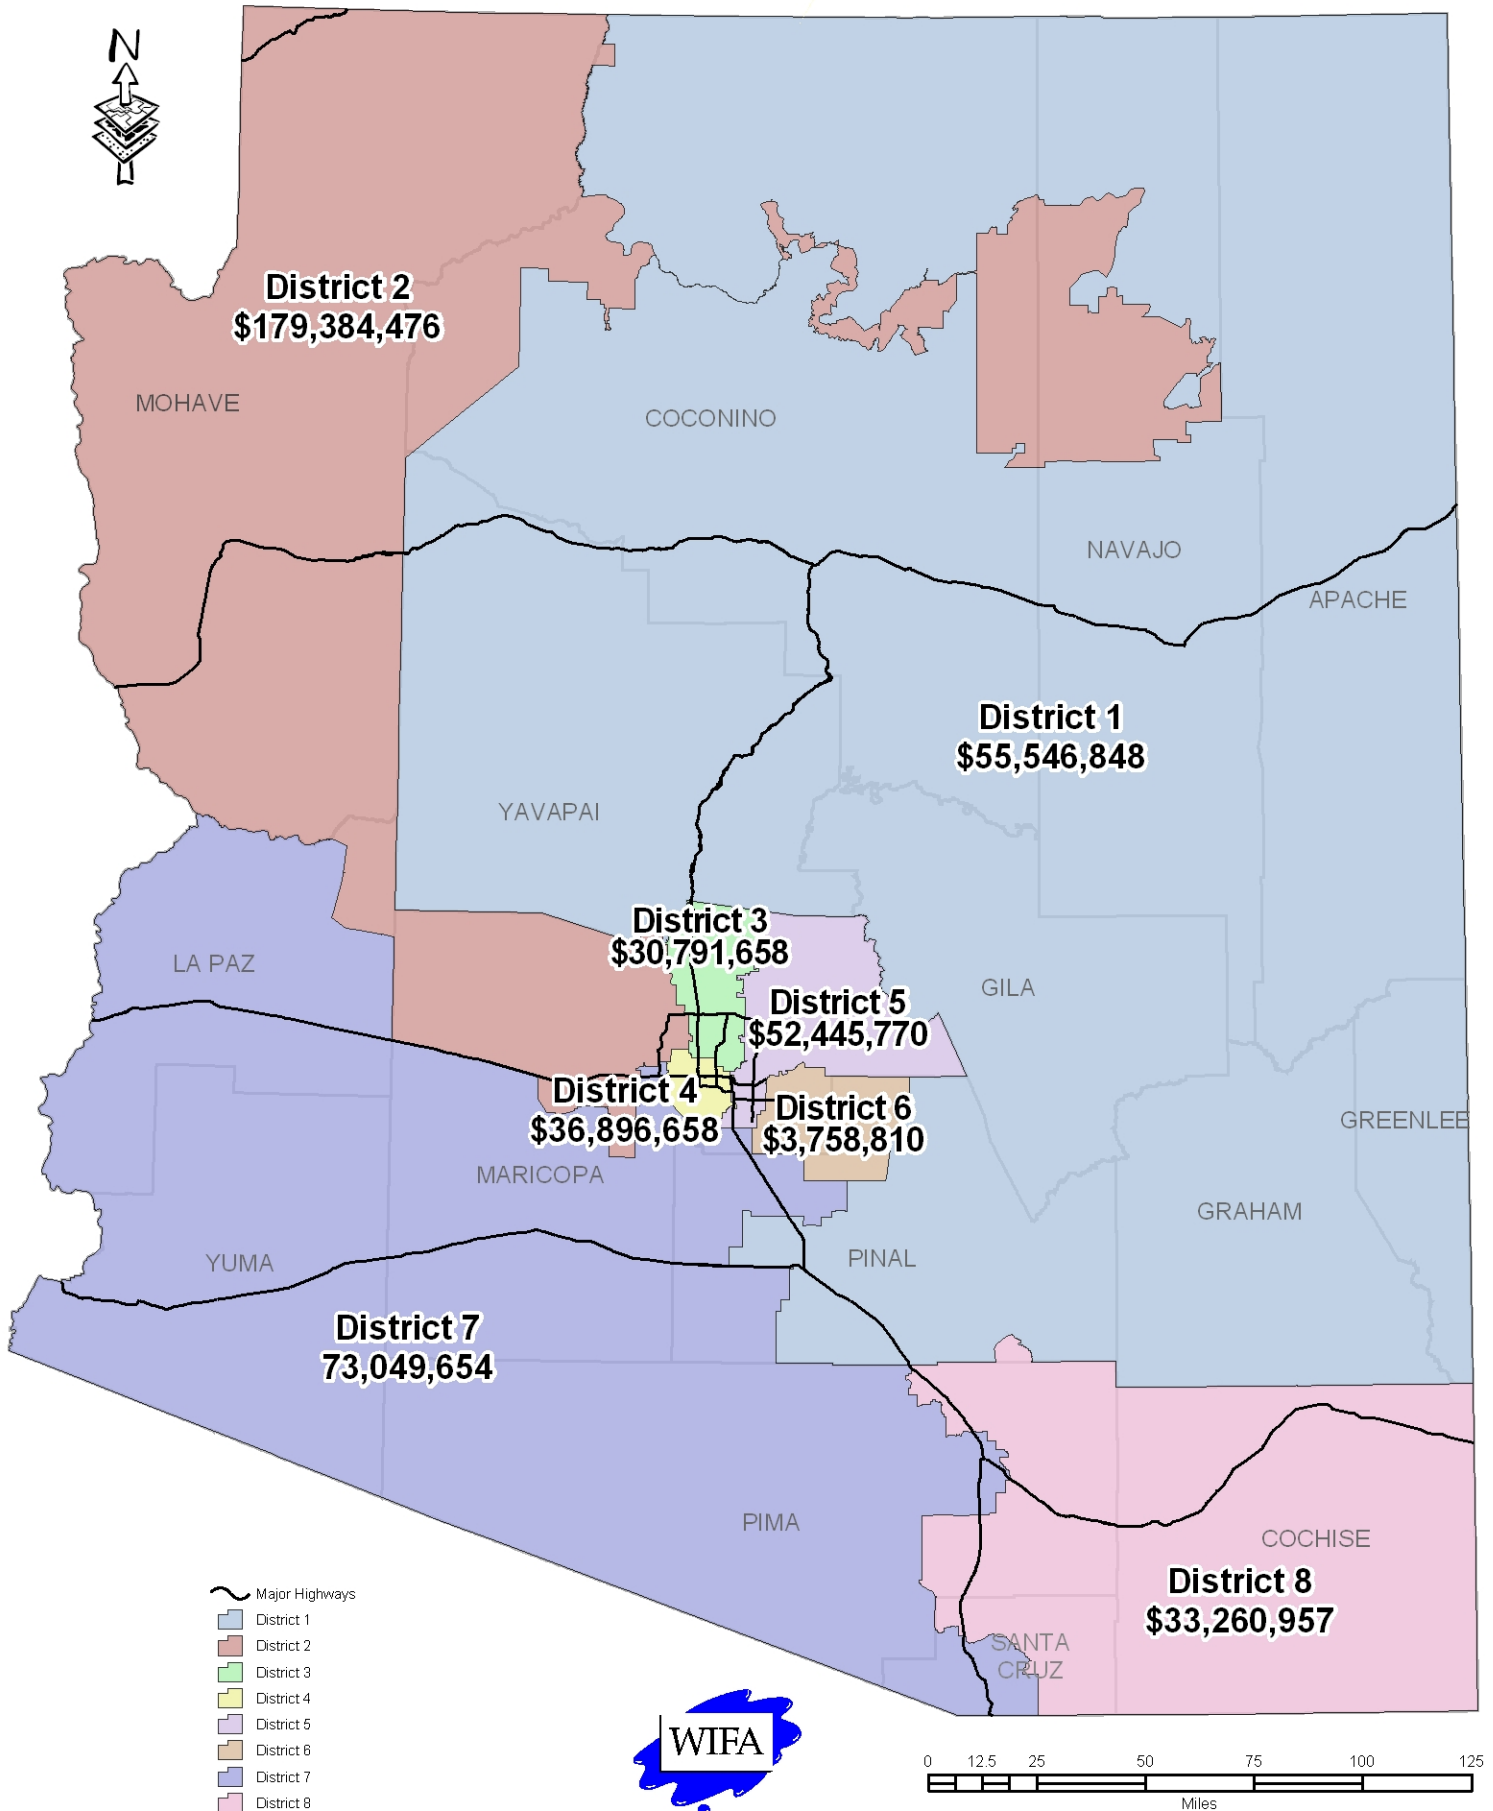 N
District 2
$179,384,476
MOHAVE
COCONINO
NAVAJO
APACHE
District 1
$55,546,848
YAVAPAI
District 3
$30,791,658
LA PAZ
GILA
District 5
$52,445,770
District 4
$36,896,658
District 6
$3,758,810
GREENLEE
MARICOPA
GRAHAM
YUMA
PINAL
District 7
73,049,654
PIMA
COCHISE
District 8
$33,260,957
SANTA
CRUZ
Major Highways
District 1
District 2
District 3
District 4
District 5
District 6
District 7
District 8
WIFA
0 12.5 25 50 75 100 125
Miles